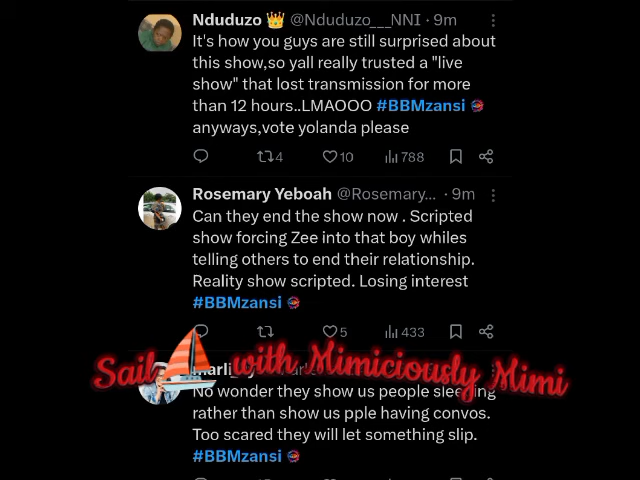 Nduduzo 👑 @Nduduzo___NNI · 9m
It's how you guys are still surprised about
this show,so yall really trusted a "live
show" that lost transmission for more
than 12 hours..LMAOOO #BBMzansi
anyways,vote yolanda please
4 10 788
Rosemary Yeboah @Rosemary... · 9m
Can they end the show now . Scripted
show forcing Zee into that boy whiles
telling others to end their relationship.
Reality show scripted. Losing interest
#BBMzansi
5 433
Sail with Mimiciously Mimi
No wonder they show us people sleeping
rather than show us pple having convos.
Too scared they will let something slip.
#BBMzansi